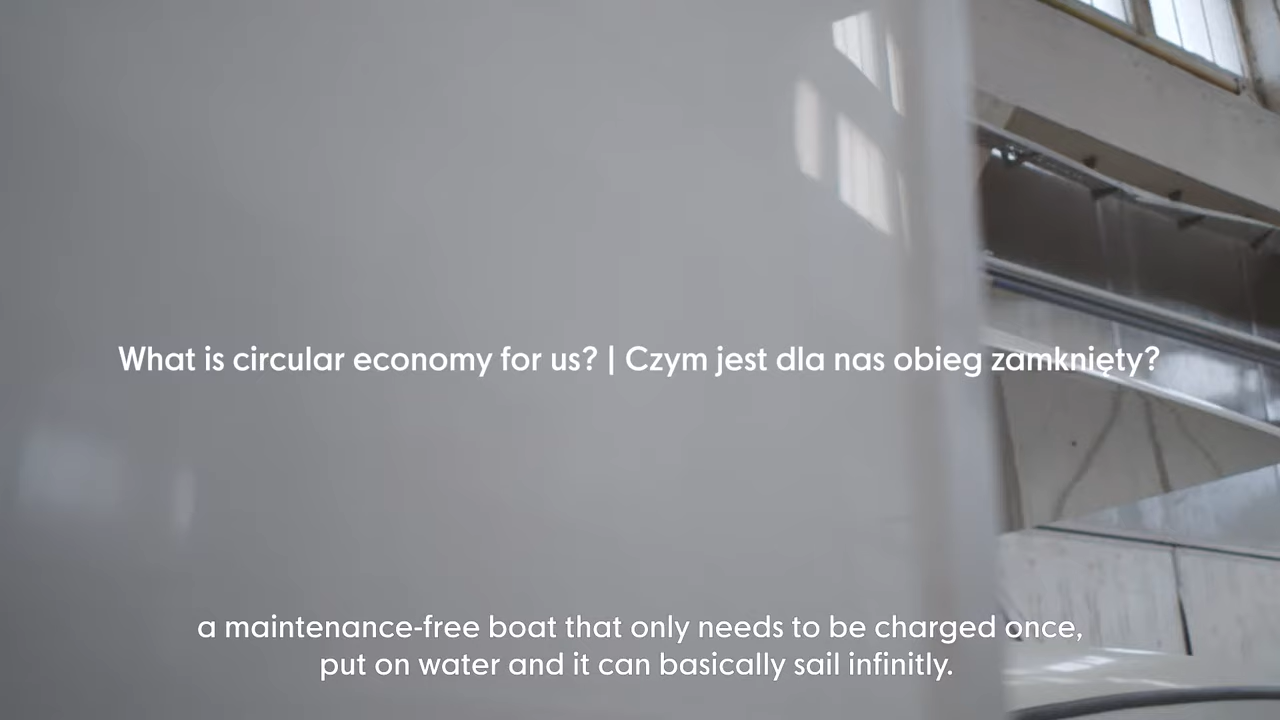 What is circular economy for us? | Czym jest dla nas obieg zamknięty?
a maintenance-free boat that only needs to be charged once,
put on water and it can basically sail infinitly.